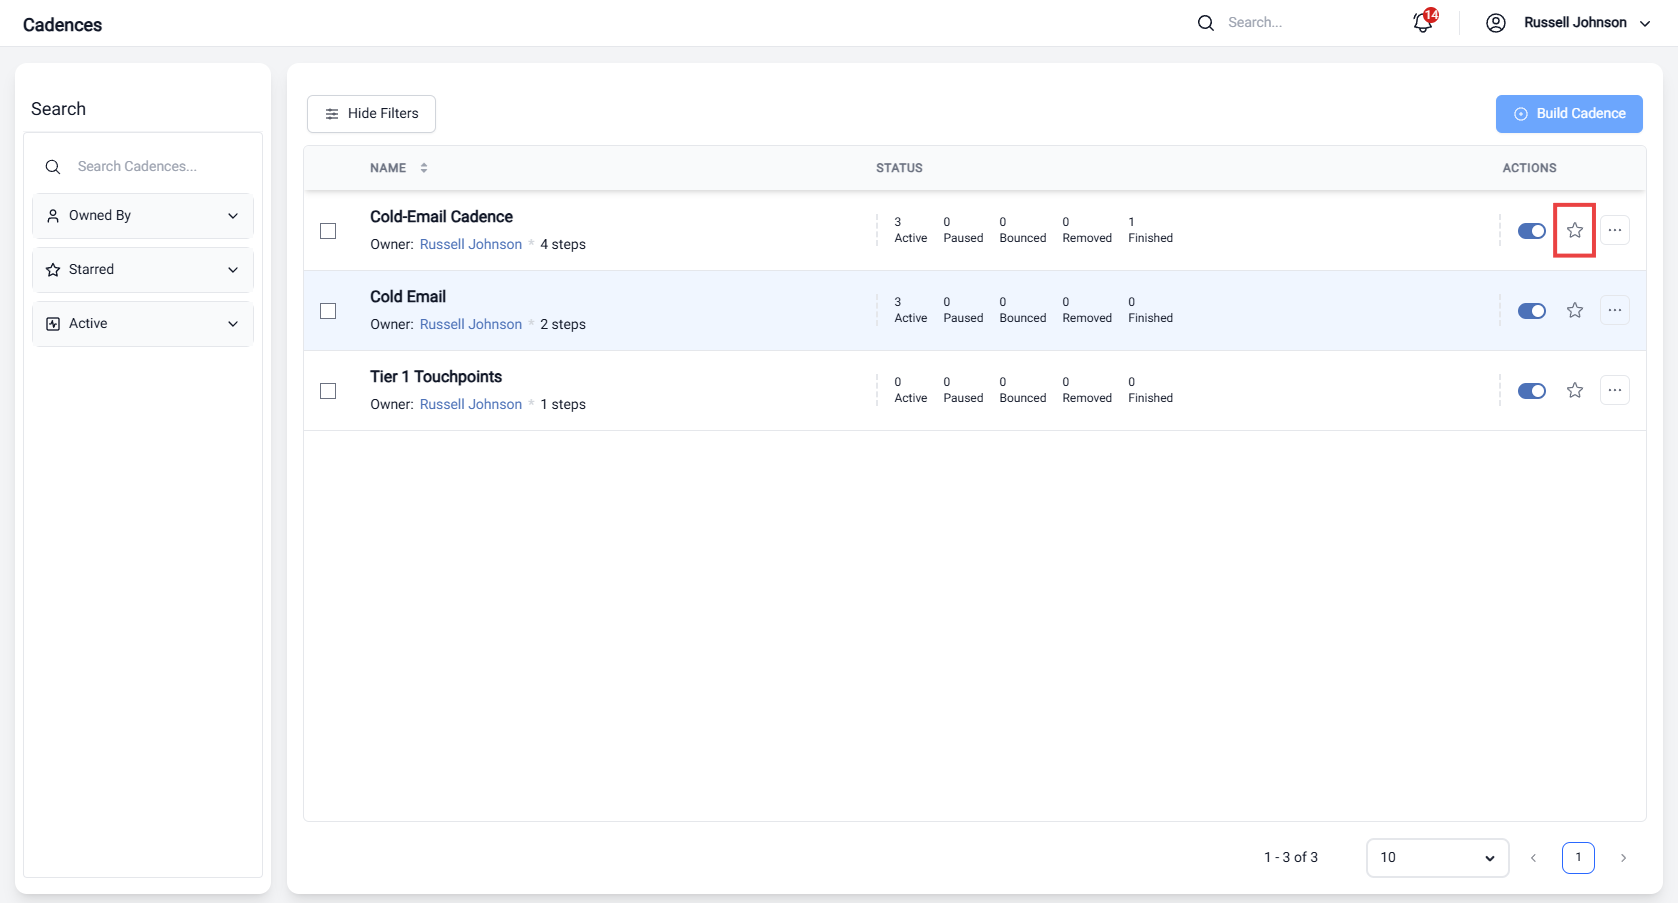 Cadences
Search...
14
Russell Johnson
Search
Search Cadences...
Owned By
Starred
Active
Hide Filters
Build Cadence
NAME STATUS ACTIONS
Cold-Email Cadence
Owner: Russell Johnson * 4 steps
3 0 0 0 1
Active Paused Bounced Removed Finished
Cold Email
Owner: Russell Johnson * 2 steps
3 0 0 0 0
Active Paused Bounced Removed Finished
Tier 1 Touchpoints
Owner: Russell Johnson * 1 steps
0 0 0 0 0
Active Paused Bounced Removed Finished
1 - 3 of 3 10 1